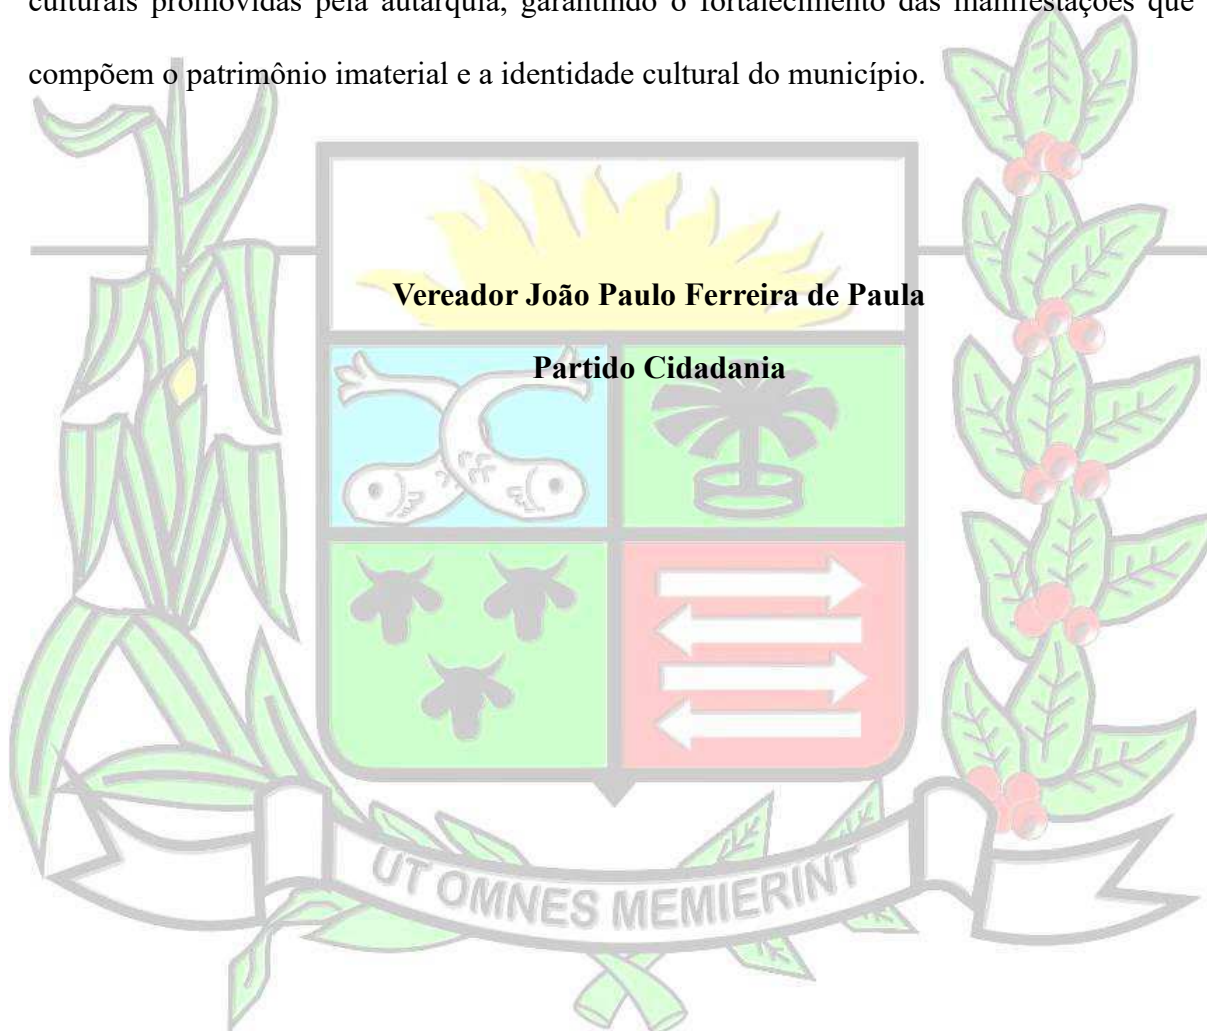 culturais promovidas pela autarquia, garantindo o fortalecimento das manifestações que
compõem o patrimônio imaterial e a identidade cultural do município.
Vereador João Paulo Ferreira de Paula
Partido Cidadania
UT OMNES MEMIERINT